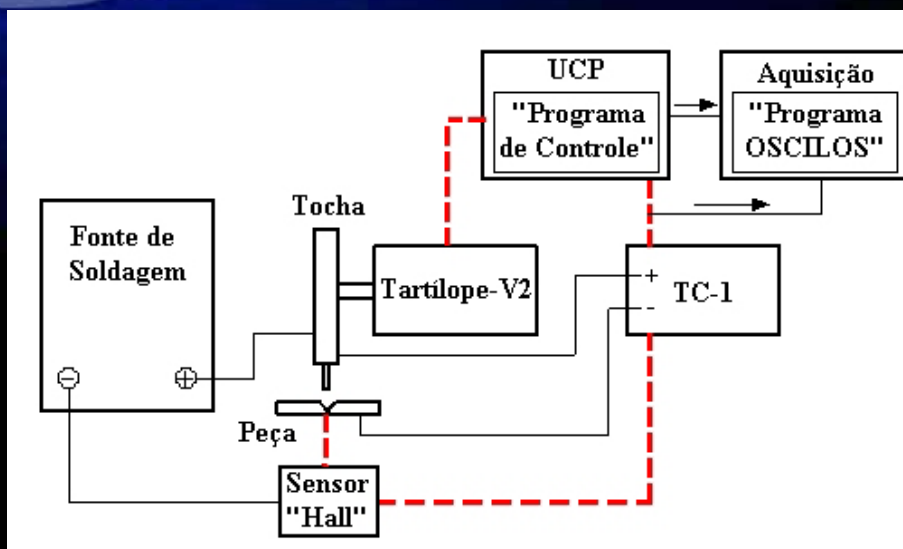 UCP
"Programa
de Controle"
Aquisição
"Programa
OSCILOS"
Tocha
Fonte de
Soldagem
Tartílope-V2
+
-
TC-1
-
+
Peça
Sensor
"Hall"